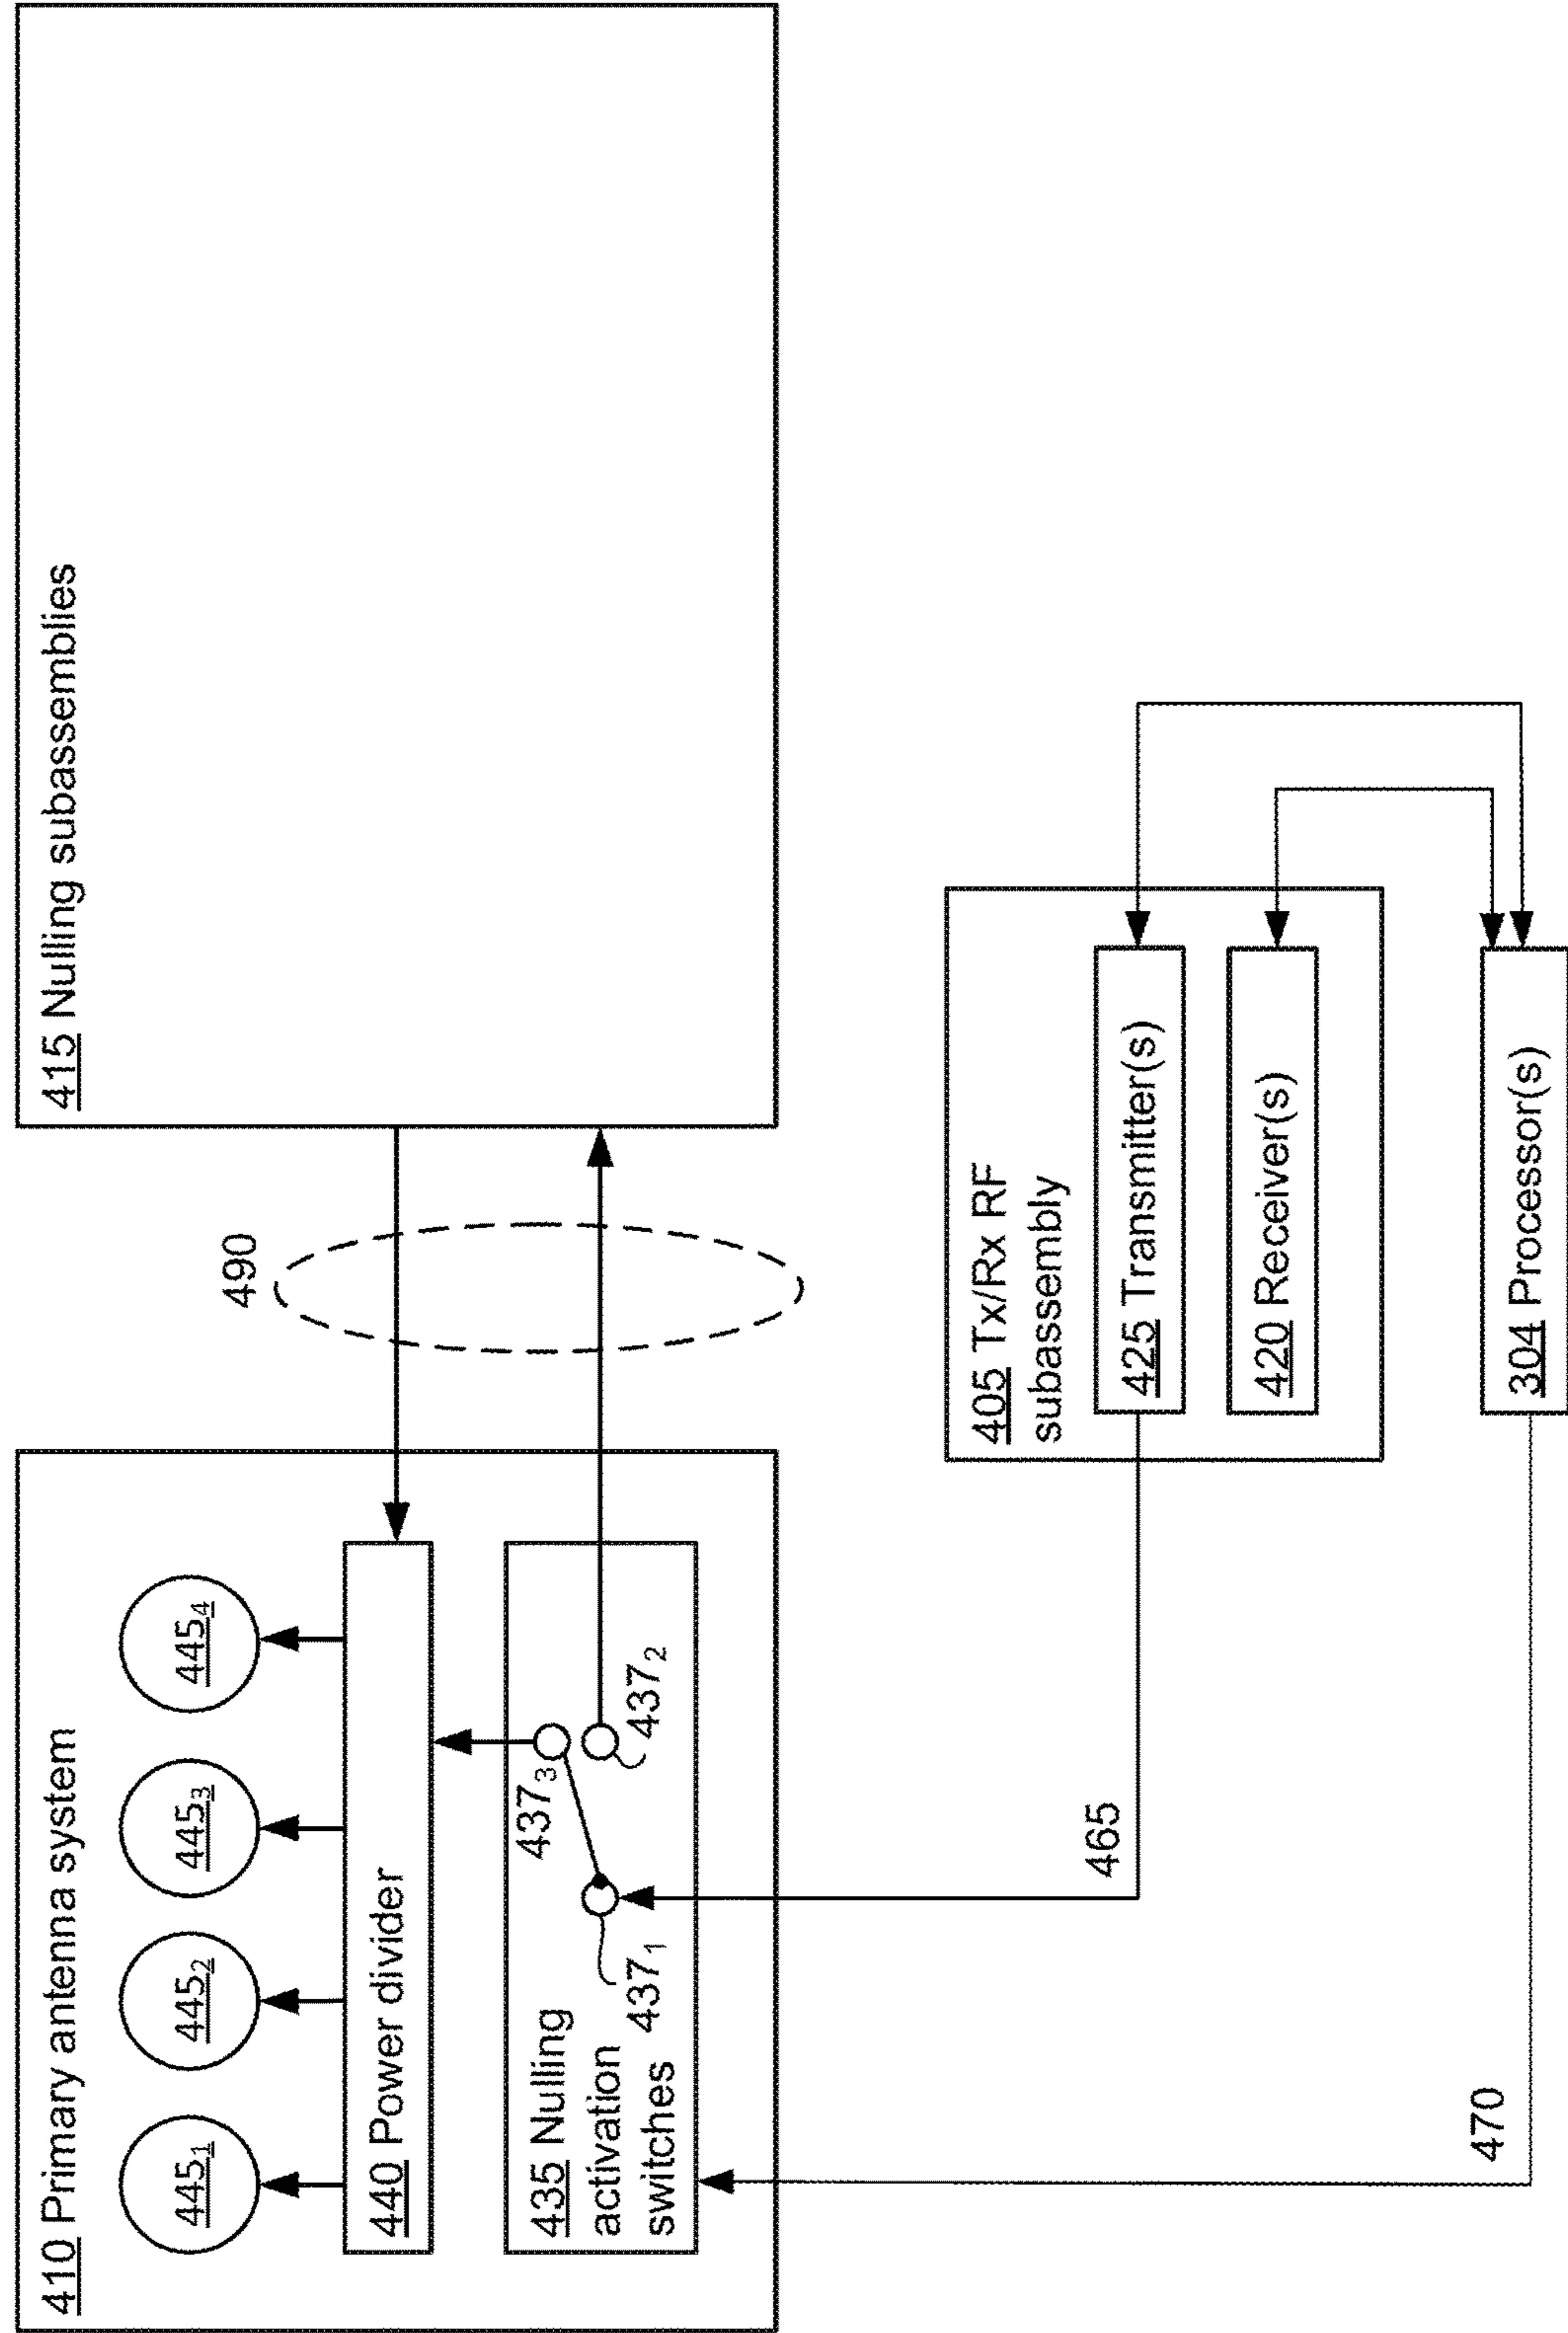 410 Primary antenna system
445₁
445₂
445₃
445₄
440 Power divider
435 Nulling
activation
switches
437₁
437₃
437₂
490
415 Nulling subassemblies
465
470
405 Tx/Rx RF
subassembly
425 Transmitter(s)
420 Receiver(s)
304 Processor(s)